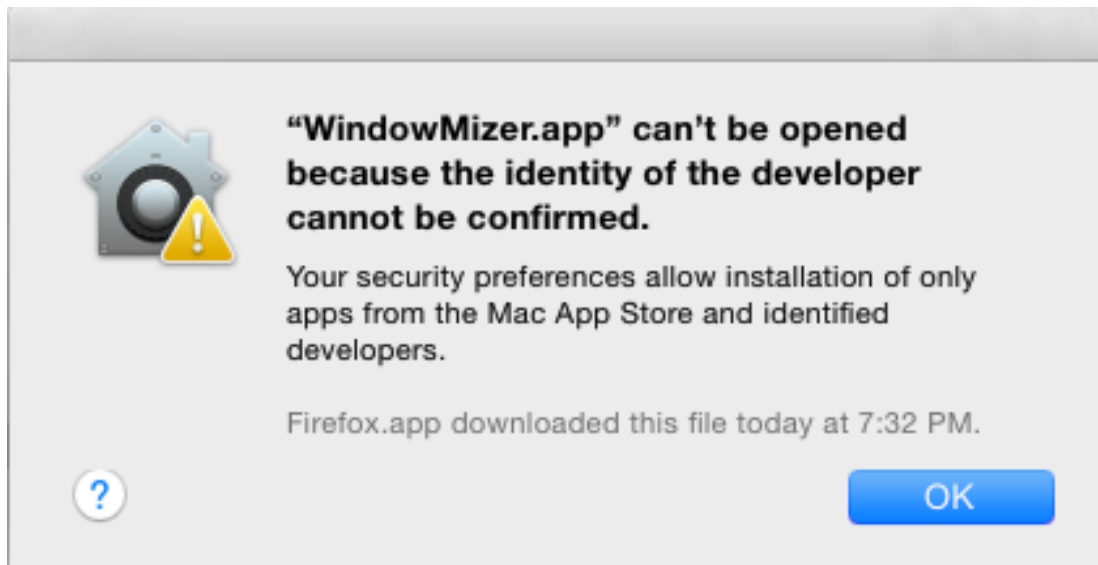 “WindowMizer.app” can’t be opened
because the identity of the developer
cannot be confirmed.
Your security preferences allow installation of only
apps from the Mac App Store and identified
developers.
Firefox.app downloaded this file today at 7:32 PM.
?
OK